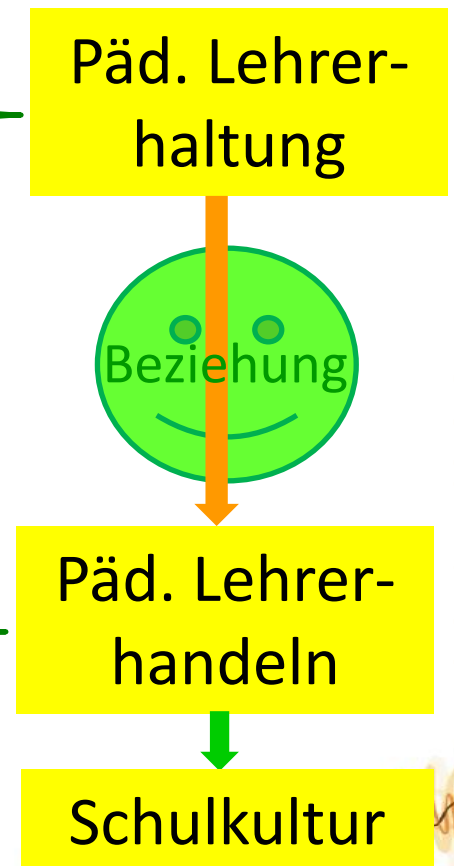 Päd. Lehrer-
haltung
Beziehung
Päd. Lehrer-
handeln
Schulkultur